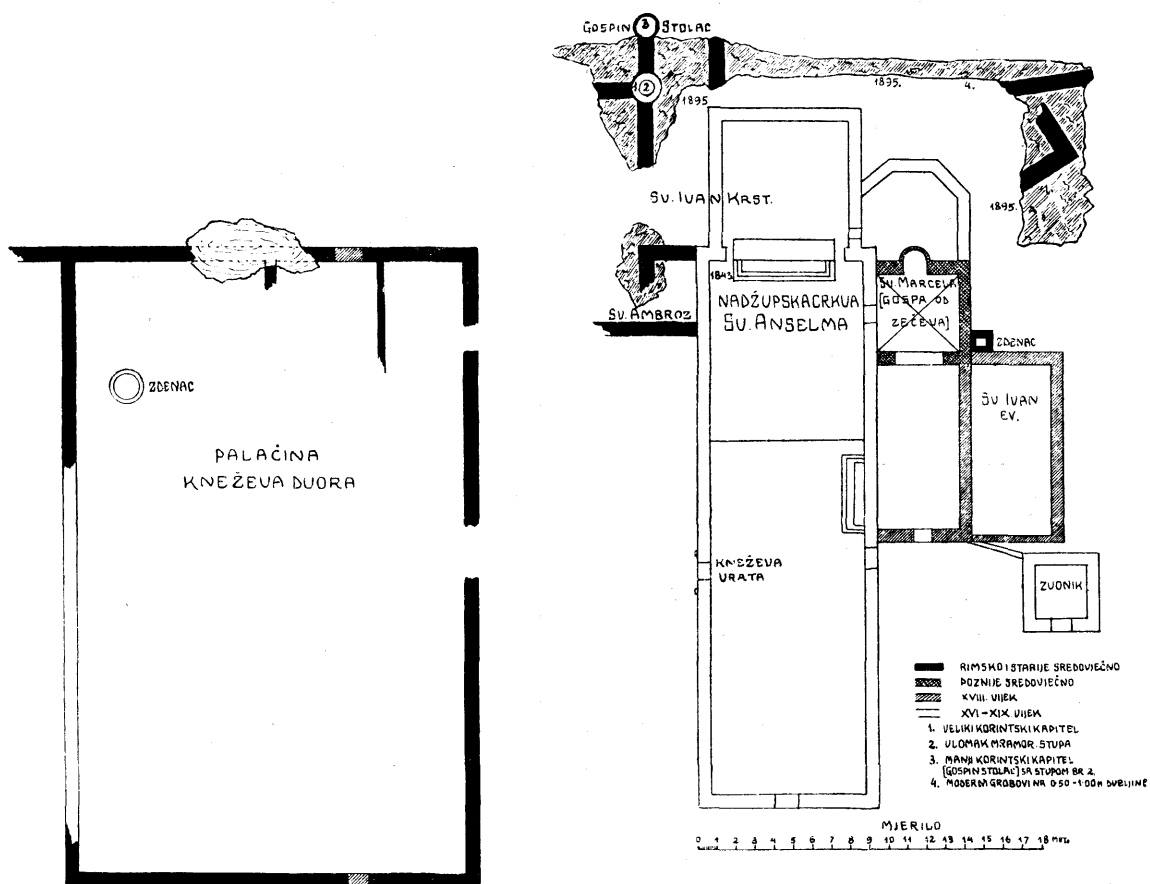 GOSPIN STOLAC
3
1(2)
1895
1895.
4.
1895.
SV. IVAN KRST.
1843.
SV. AMBROZ
NADŽUPSKA CRKVA
SV. ANSELMA
SV. MARCELA
[GOSPA OD
ZEČEVA]
ZDENAC
ZDENAC
SV IVAN
EV.
PALAČINA
KNEŽEVA DVORA
KNEŽEVA
VRATA
ZVONIK
RIMSKO I STARIJE SREDOVJEČNO
POZNIJE SREDOVJEČNO
XVIII. VIJEK
XVI-XIX. VIJEK
1. VELIKI KORINTSKI KAPITEL
2. ULOMAK MRAMOR. STUPA
3. MANJI KORINTSKI KAPITEL
[GOSPIN STOLAC] SA STUPOM BR 2.
4. MODERNI GROBOVI NA 0·50-1·00 M DUBLJINE
MJERILO
0 1 2 3 4 5 6 7 8 9 10 11 12 13 14 15 16 17 18